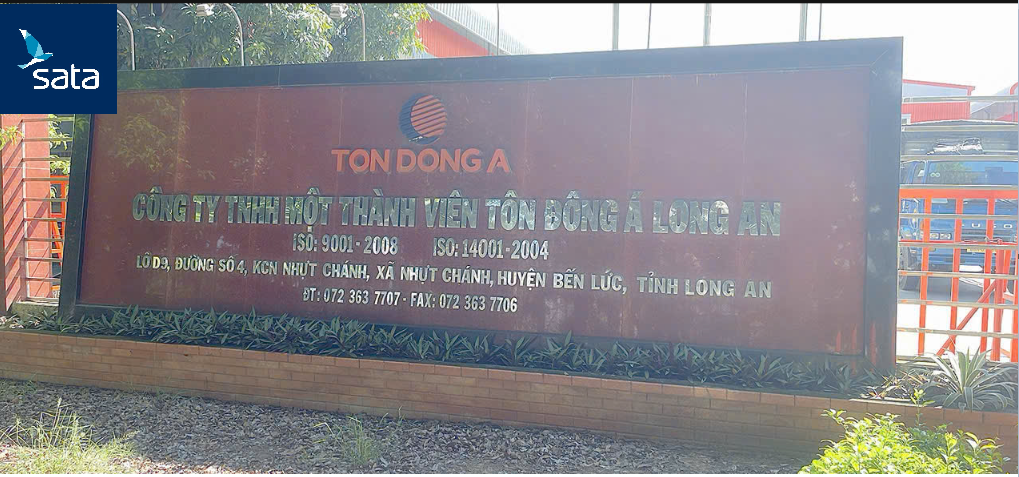 sata
TON DONG A
CÔNG TY TNHH MỘT THÀNH VIÊN TÔN ĐÔNG Á LONG AN
ISO: 9001 - 2008 ISO: 14001-2004
LÔ D9, ĐƯỜNG SỐ 4, KCN NHỰT CHÁNH, XÃ NHỰT CHÁNH, HUYỆN BẾN LỨC, TỈNH LONG AN
ĐT: 072 363 7707 - FAX: 072 363 7706